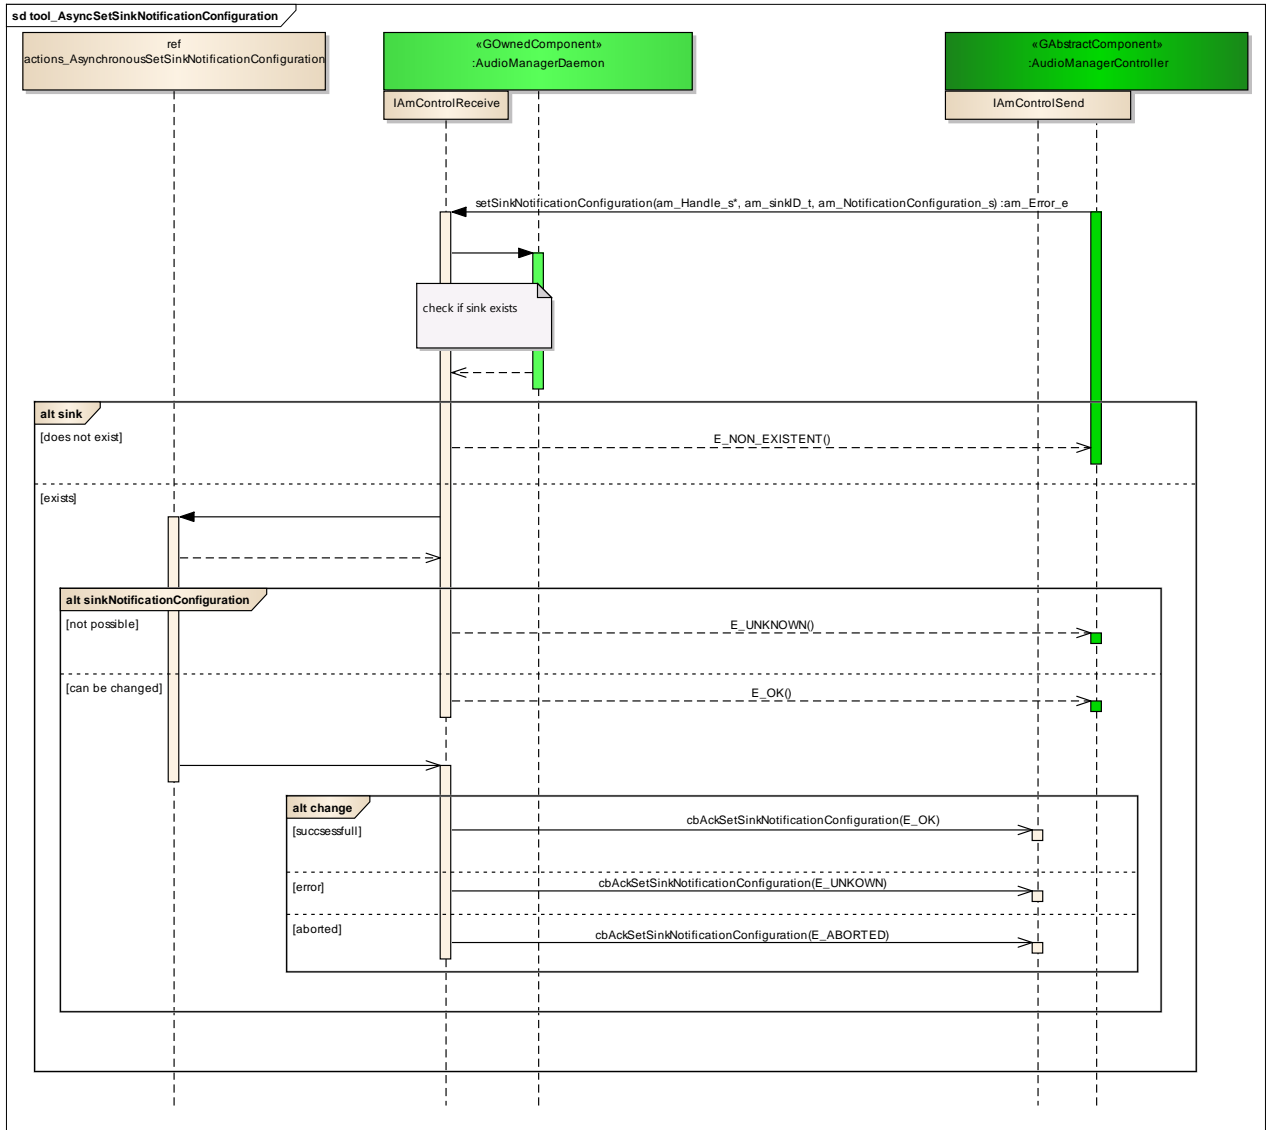 sd tool_AsyncSetSinkNotificationConfiguration
ref
actions_AsynchronousSetSinkNotificationConfiguration
«GOwnedComponent»
:AudioManagerDaemon
IAmControlReceive
«GAbstractComponent»
:AudioManagerController
IAmControlSend
setSinkNotificationConfiguration(am_Handle_s*, am_sinkID_t, am_NotificationConfiguration_s) :am_Error_e
check if sink exists
alt sink
[does not exist]
E_NON_EXISTENT()
[exists]
alt sinkNotificationConfiguration
[not possible]
E_UNKNOWN()
[can be changed]
E_OK()
alt change
[succsessfull]
cbAckSetSinkNotificationConfiguration(E_OK)
[error]
cbAckSetSinkNotificationConfiguration(E_UNKOWN)
[aborted]
cbAckSetSinkNotificationConfiguration(E_ABORTED)